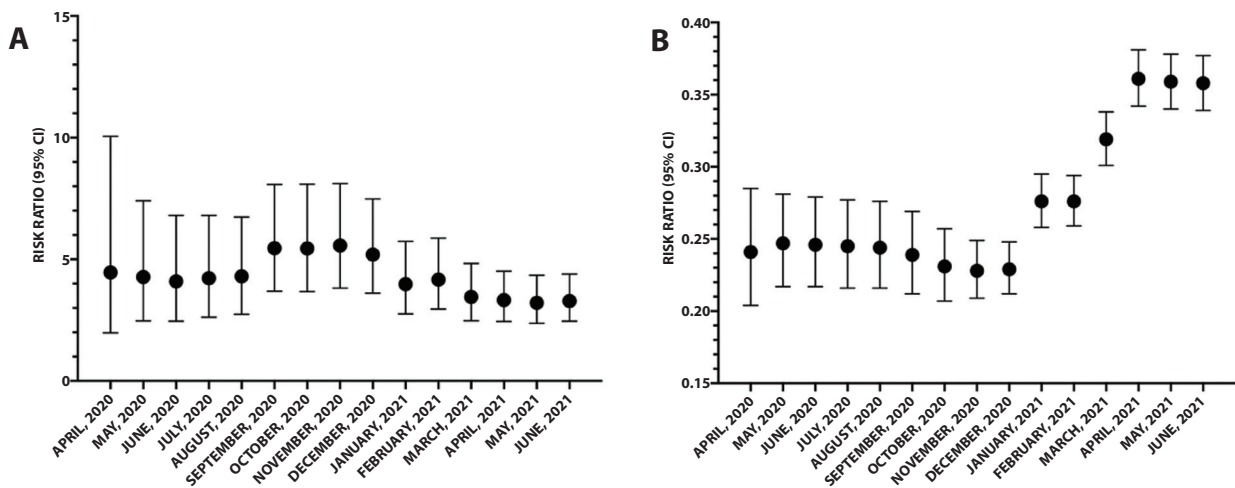 A
RISK RATIO (95% CI)
15
10
5
0
APRIL, 2020
MAY, 2020
JUNE, 2020
JULY, 2020
AUGUST, 2020
SEPTEMBER, 2020
OCTOBER, 2020
NOVEMBER, 2020
DECEMBER, 2020
JANUARY, 2021
FEBRUARY, 2021
MARCH, 2021
APRIL, 2021
MAY, 2021
JUNE, 2021
B
RISK RATIO (95% CI)
0.40
0.35
0.30
0.25
0.20
0.15
APRIL, 2020
MAY, 2020
JUNE, 2020
JULY, 2020
AUGUST, 2020
SEPTEMBER, 2020
OCTOBER, 2020
NOVEMBER, 2020
DECEMBER, 2020
JANUARY, 2021
FEBRUARY, 2021
MARCH, 2021
APRIL, 2021
MAY, 2021
JUNE, 2021